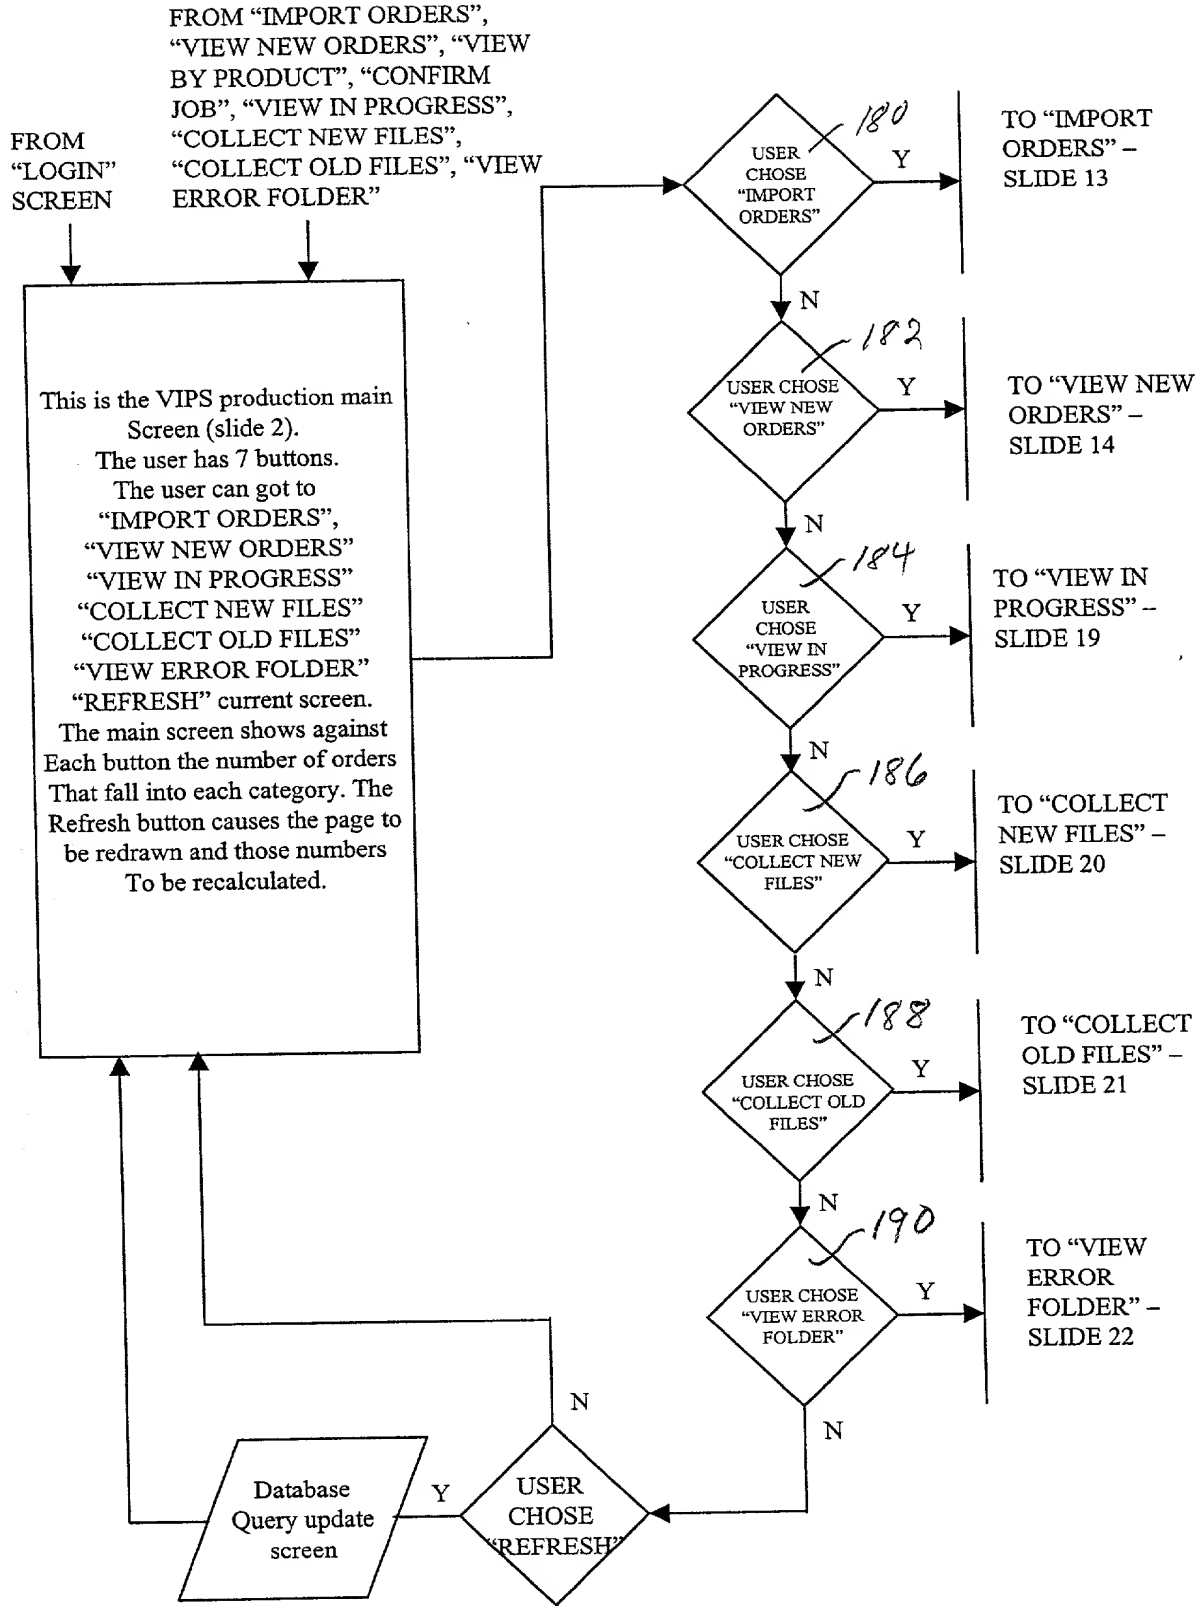 FROM “IMPORT ORDERS”,
“VIEW NEW ORDERS”, “VIEW
BY PRODUCT”, “CONFIRM
JOB”, “VIEW IN PROGRESS”,
“COLLECT NEW FILES”,
“COLLECT OLD FILES”, “VIEW
ERROR FOLDER”
FROM
“LOGIN”
SCREEN
This is the VIPS production main
Screen (slide 2).
The user has 7 buttons.
The user can got to
“IMPORT ORDERS”,
“VIEW NEW ORDERS”
“VIEW IN PROGRESS”
“COLLECT NEW FILES”
“COLLECT OLD FILES”
“VIEW ERROR FOLDER”
“REFRESH” current screen.
The main screen shows against
Each button the number of orders
That fall into each category. The
Refresh button causes the page to
be redrawn and those numbers
To be recalculated.
180
USER
CHOSE
“IMPORT
ORDERS”
Y
TO “IMPORT
ORDERS” –
SLIDE 13
N
182
USER CHOSE
“VIEW NEW
ORDERS”
Y
TO “VIEW NEW
ORDERS” –
SLIDE 14
N
184
USER
CHOSE
“VIEW IN
PROGRESS”
Y
TO “VIEW IN
PROGRESS” –
SLIDE 19
N
186
USER CHOSE
“COLLECT NEW
FILES”
Y
TO “COLLECT
NEW FILES” –
SLIDE 20
N
188
USER CHOSE
“COLLECT OLD
FILES”
Y
TO “COLLECT
OLD FILES” –
SLIDE 21
N
190
USER CHOSE
“VIEW ERROR
FOLDER”
Y
TO “VIEW
ERROR
FOLDER” –
SLIDE 22
N
USER
CHOSE
“REFRESH”
N
Y
Database
Query update
screen